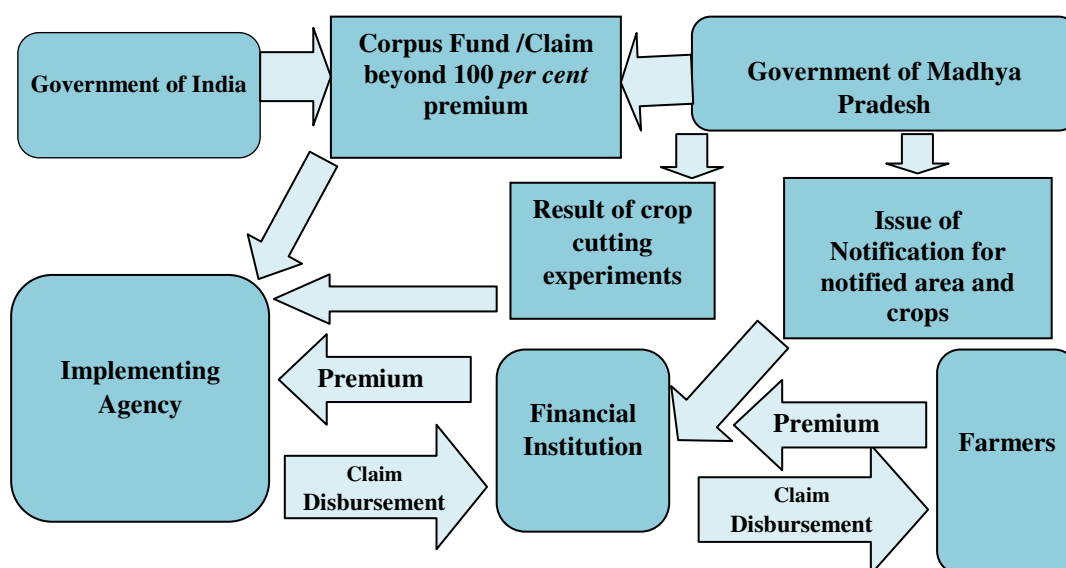 Government of India
Corpus Fund /Claim
beyond 100 per cent
premium
Government of Madhya
Pradesh
Result of crop
cutting
experiments
Issue of
Notification for
notified area and
crops
Implementing
Agency
Premium
Financial
Institution
Premium
Farmers
Claim
Disbursement
Claim
Disbursement